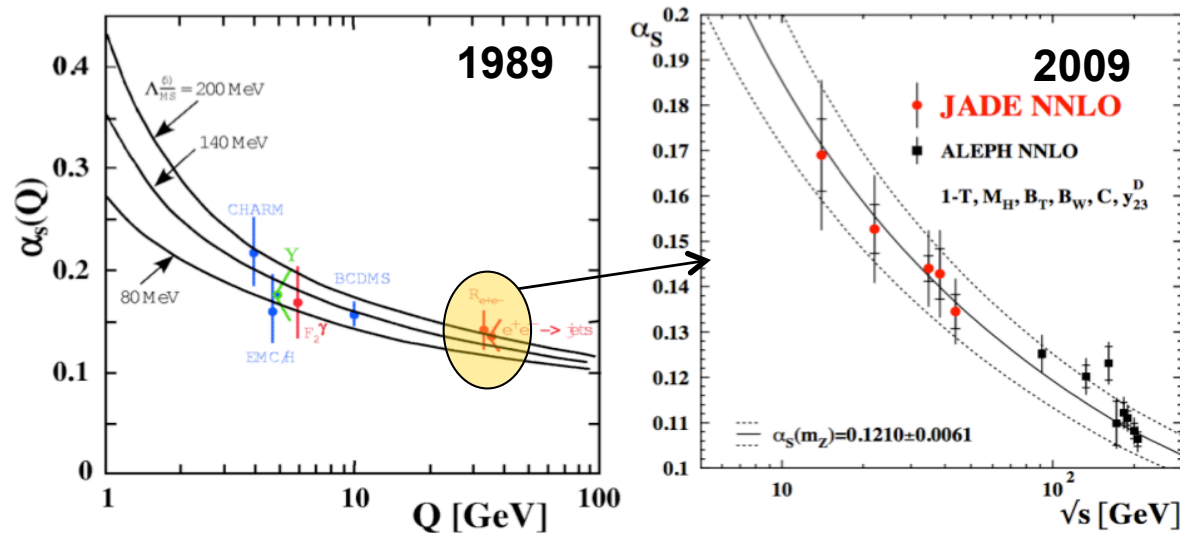 1989
0.4
0.3
0.2
0.1
0
αs(Q)
Λ(5)MS = 200 MeV
140 MeV
80 MeV
CHARM
Υ
BCDMS
EMC/H
F2γ
Re+e-
e+e- -> jets
1
2
4
10
40
100
Q [GeV]
2009
αS
0.2
0.19
0.18
0.17
0.16
0.15
0.14
0.13
0.12
0.11
0.1
JADE NNLO
ALEPH NNLO
1-T, MH, BT, BW, C, yD23
αS(mZ)=0.1210±0.0061
10
10²
√s [GeV]